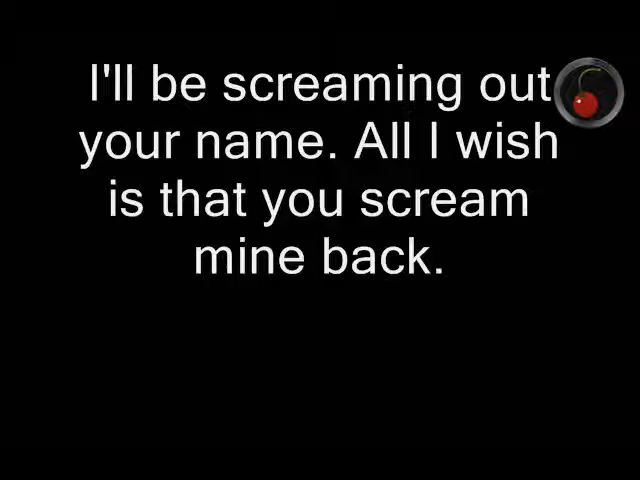 I'll be screaming out
your name. All I wish
is that you scream
mine back.